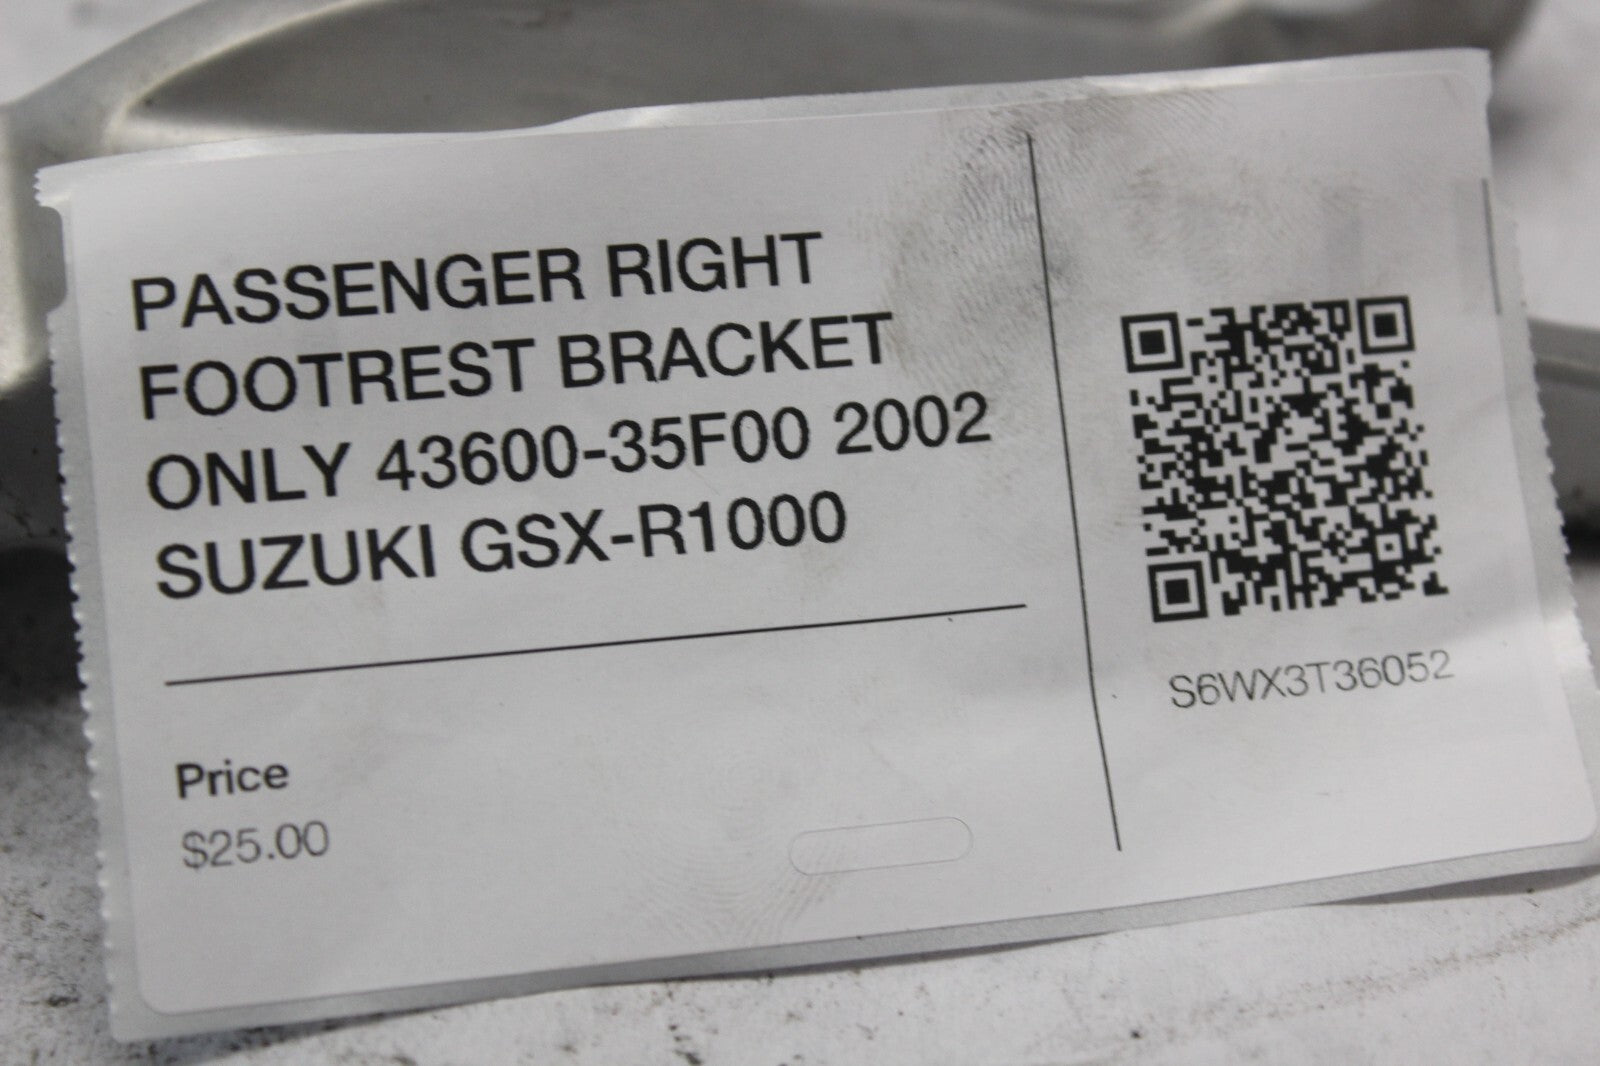 PASSENGER RIGHT
FOOTREST BRACKET
ONLY 43600-35F00 2002
SUZUKI GSX-R1000
Price
$25.00
S6WX3T36052